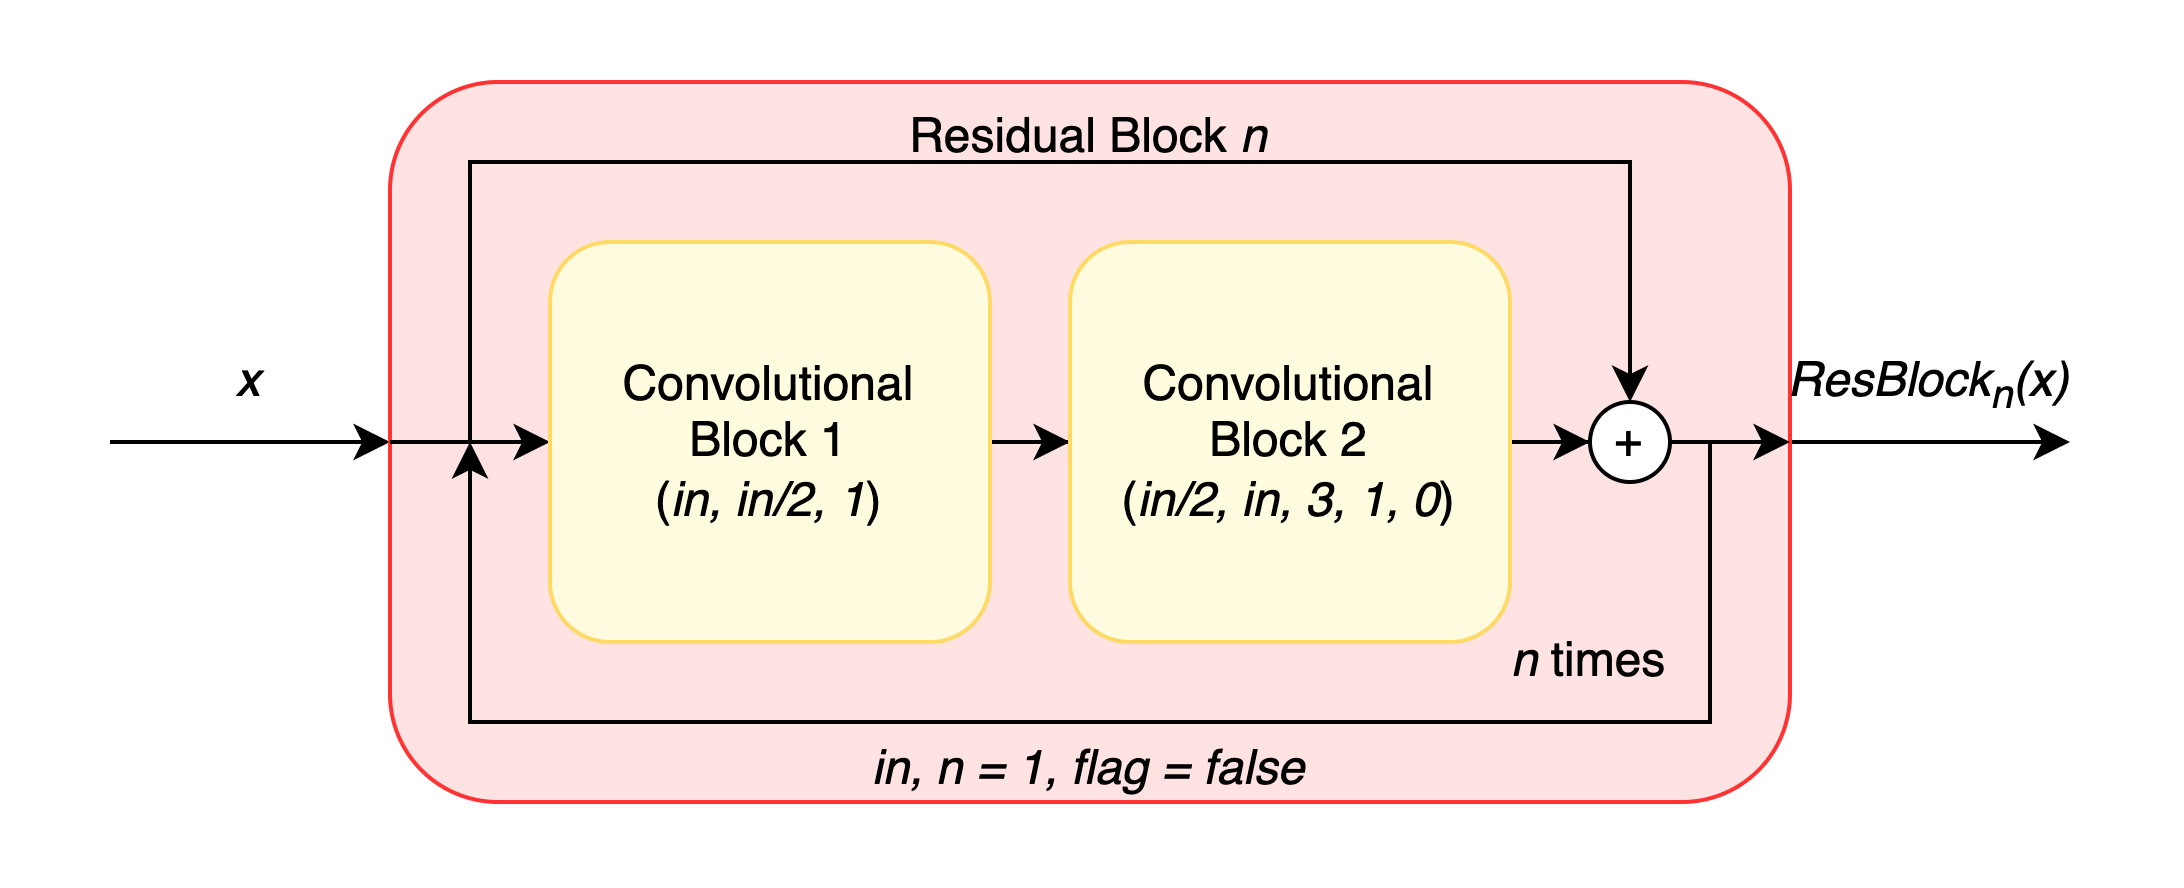 Residual Block n
x
Convolutional
Block 1
(in, in/2, 1)
Convolutional
Block 2
(in/2, in, 3, 1, 0)
+
ResBlockn(x)
n times
in, n = 1, flag = false